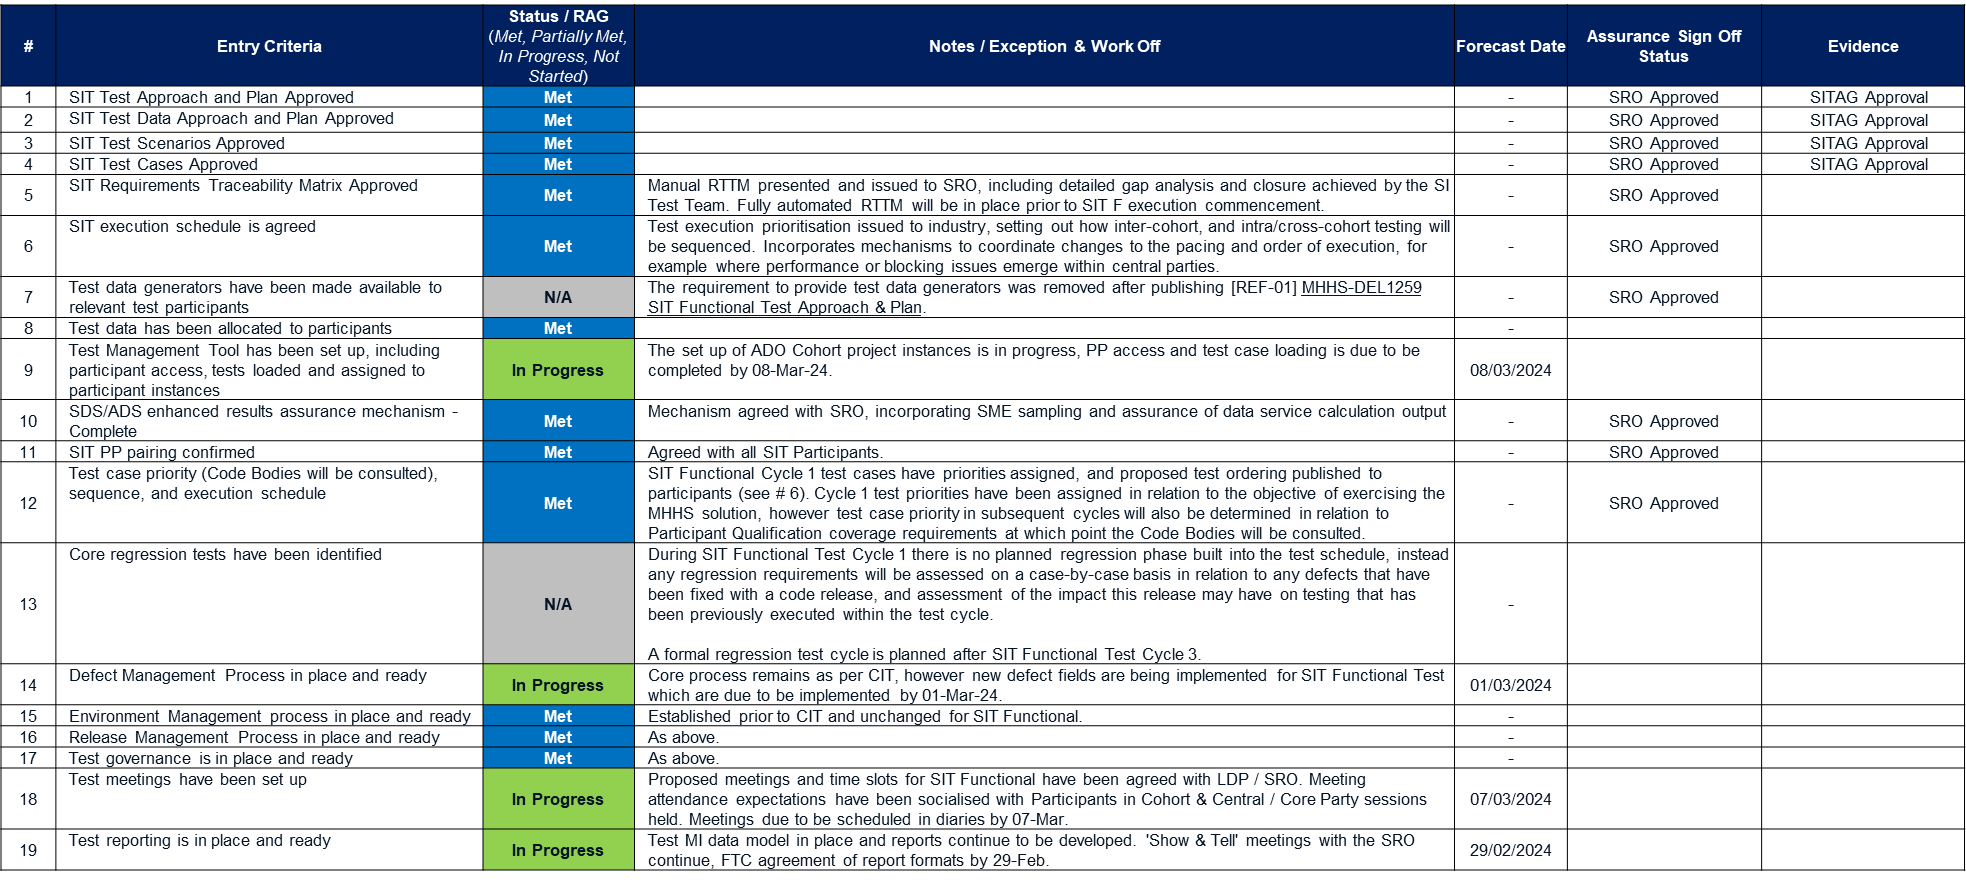 #
Entry Criteria
Status / RAG
(Met, Partially Met,
In Progress, Not
Started)
Notes / Exception & Work Off
Forecast Date
Assurance Sign Off
Status
Evidence
1
SIT Test Approach and Plan Approved
Met
-
SRO Approved
SITAG Approval
2
SIT Test Data Approach and Plan Approved
Met
-
SRO Approved
SITAG Approval
3
SIT Test Scenarios Approved
Met
-
SRO Approved
SITAG Approval
4
SIT Test Cases Approved
Met
-
SRO Approved
SITAG Approval
5
SIT Requirements Traceability Matrix Approved
Met
Manual RTTM presented and issued to SRO, including detailed gap analysis and closure achieved by the SI
Test Team. Fully automated RTTM will be in place prior to SIT F execution commencement.
-
SRO Approved
6
SIT execution schedule is agreed
Met
Test execution prioritisation issued to industry, setting out how inter-cohort, and intra/cross-cohort testing will
be sequenced. Incorporates mechanisms to coordinate changes to the pacing and order of execution, for
example where performance or blocking issues emerge within central parties.
-
SRO Approved
7
Test data generators have been made available to
relevant test participants
N/A
The requirement to provide test data generators was removed after publishing [REF-01] MHHS-DEL1259
SIT Functional Test Approach & Plan.
-
SRO Approved
8
Test data has been allocated to participants
Met
-
9
Test Management Tool has been set up, including
participant access, tests loaded and assigned to
participant instances
In Progress
The set up of ADO Cohort project instances is in progress, PP access and test case loading is due to be
completed by 08-Mar-24.
08/03/2024
10
SDS/ADS enhanced results assurance mechanism -
Complete
Met
Mechanism agreed with SRO, incorporating SME sampling and assurance of data service calculation output
-
SRO Approved
11
SIT PP pairing confirmed
Met
Agreed with all SIT Participants.
-
SRO Approved
12
Test case priority (Code Bodies will be consulted),
sequence, and execution schedule
Met
SIT Functional Cycle 1 test cases have priorities assigned, and proposed test ordering published to
participants (see # 6). Cycle 1 test priorities have been assigned in relation to the objective of exercising the
MHHS solution, however test case priority in subsequent cycles will also be determined in relation to
Participant Qualification coverage requirements at which point the Code Bodies will be consulted.
-
SRO Approved
13
Core regression tests have been identified
N/A
During SIT Functional Test Cycle 1 there is no planned regression phase built into the test schedule, instead
any regression requirements will be assessed on a case-by-case basis in relation to any defects that have
been fixed with a code release, and assessment of the impact this release may have on testing that has
been previously executed within the test cycle.
A formal regression test cycle is planned after SIT Functional Test Cycle 3.
-
14
Defect Management Process in place and ready
In Progress
Core process remains as per CIT, however new defect fields are being implemented for SIT Functional Test
which are due to be implemented by 01-Mar-24.
01/03/2024
15
Environment Management process in place and ready
Met
Established prior to CIT and unchanged for SIT Functional.
-
16
Release Management Process in place and ready
Met
As above.
-
17
Test governance is in place and ready
Met
As above.
-
18
Test meetings have been set up
In Progress
Proposed meetings and time slots for SIT Functional have been agreed with LDP / SRO. Meeting
attendance expectations have been socialised with Participants in Cohort & Central / Core Party sessions
held. Meetings due to be scheduled in diaries by 07-Mar.
07/03/2024
19
Test reporting is in place and ready
In Progress
Test MI data model in place and reports continue to be developed. 'Show & Tell' meetings with the SRO
continue, FTC agreement of report formats by 29-Feb.
29/02/2024